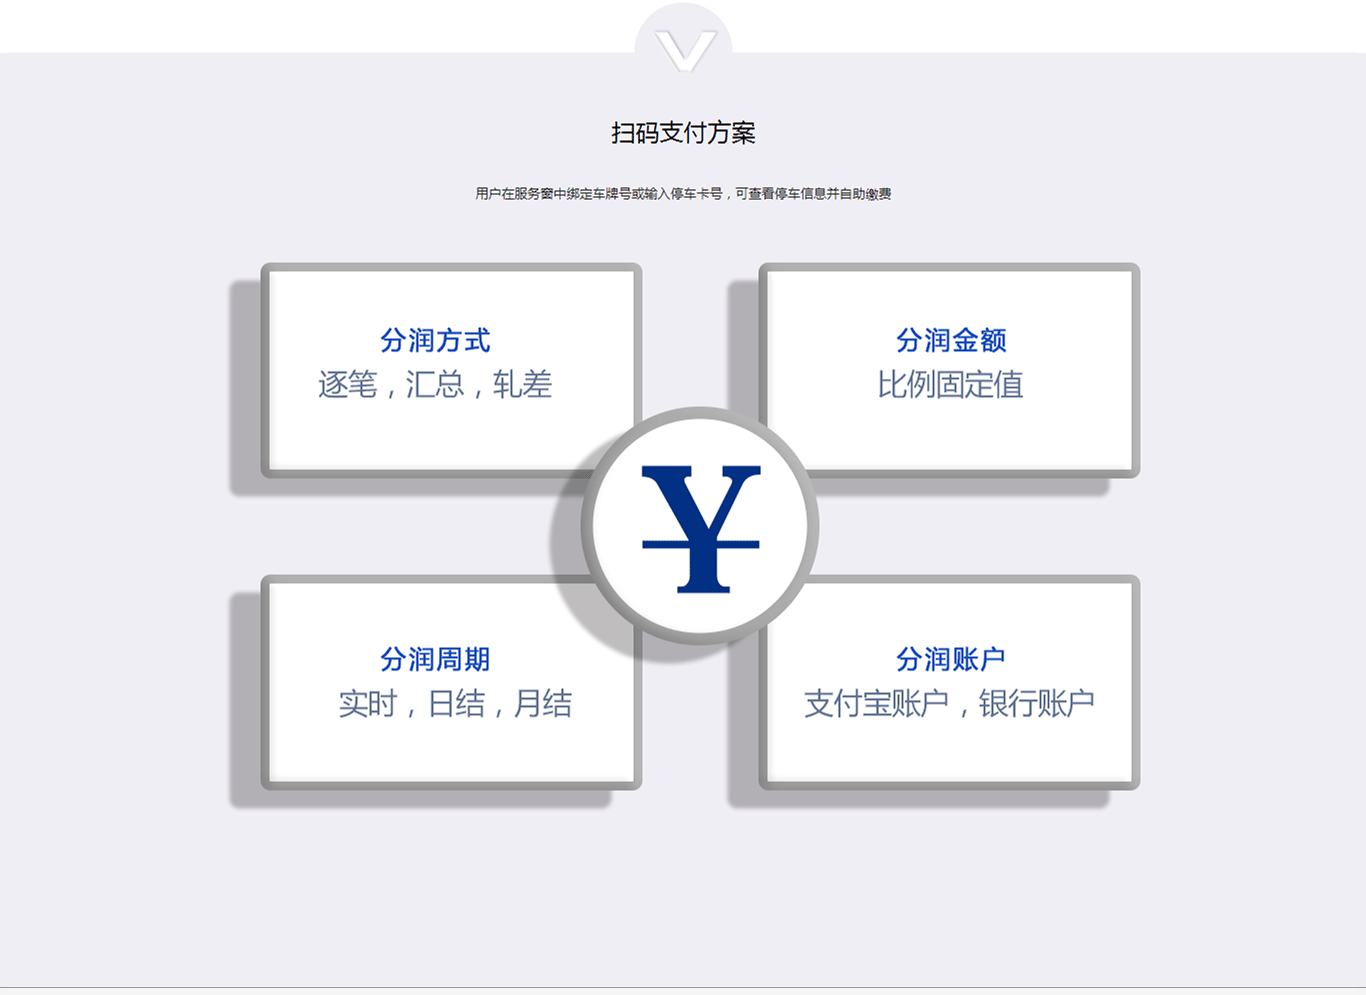 扫码支付方案
用户在服务窗中绑定车牌号或输入停车卡号，可查看停车信息并自助缴费
分润方式
逐笔，汇总，轧差
分润金额
比例固定值
¥
分润周期
实时，日结，月结
分润账户
支付宝账户，银行账户